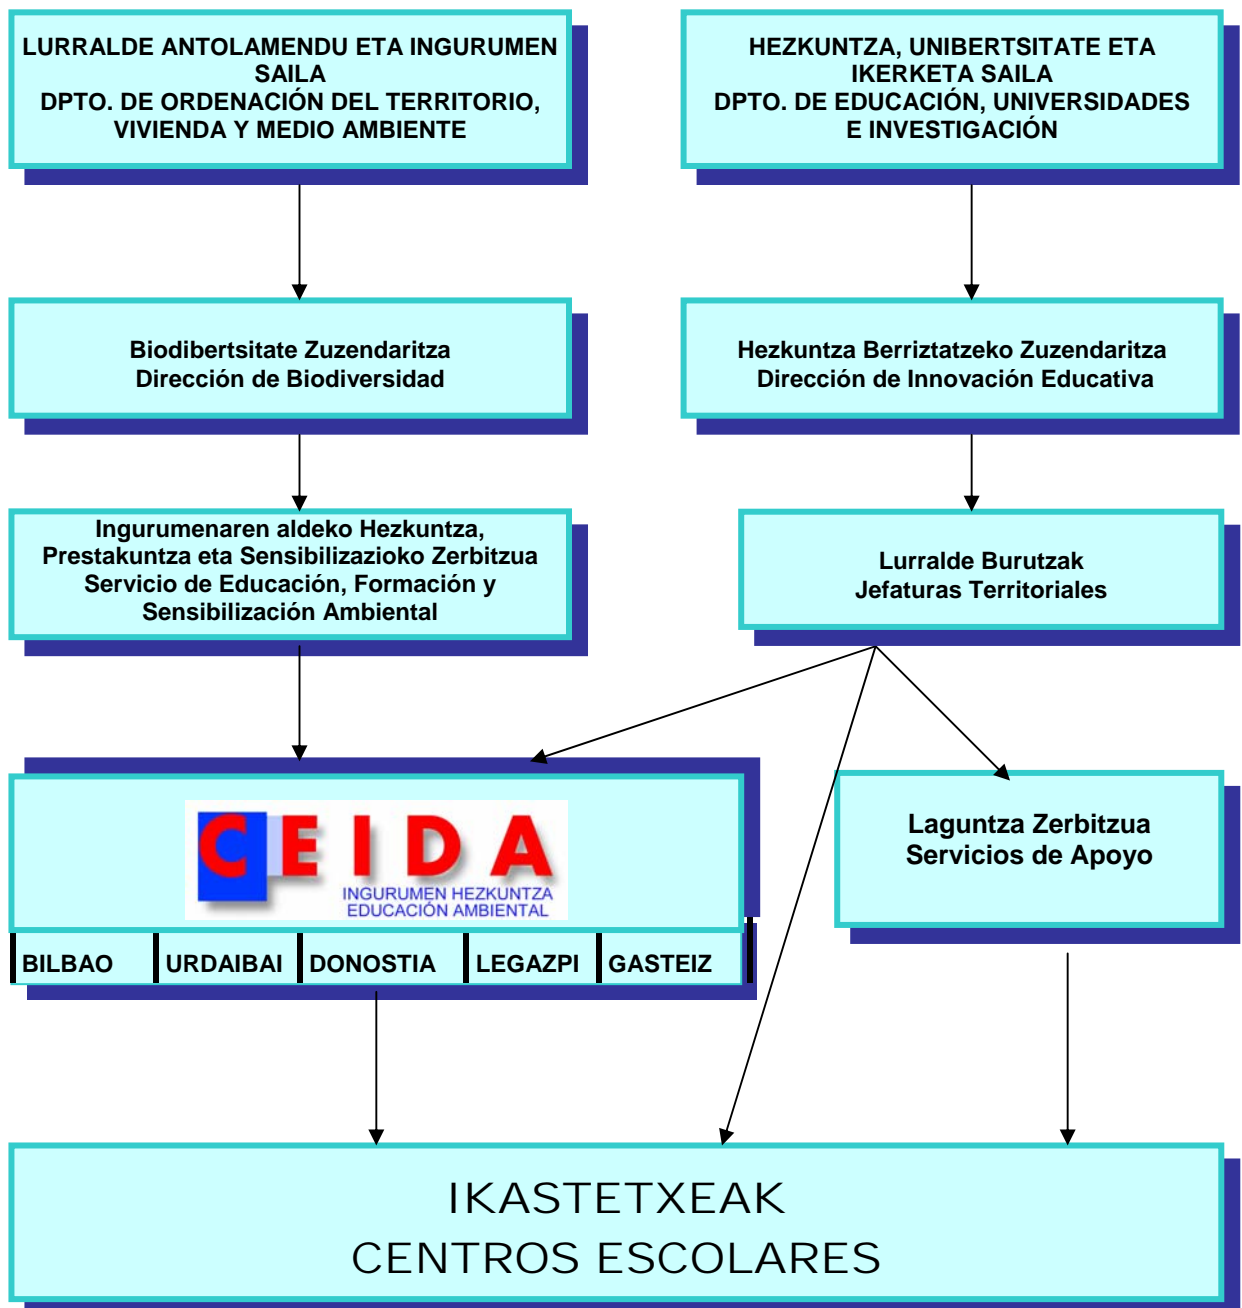 LURRALDE ANTOLAMENDU ETA INGURUMEN
SAILA
DPTO. DE ORDENACIÓN DEL TERRITORIO,
VIVIENDA Y MEDIO AMBIENTE
HEZKUNTZA, UNIBERTSITATE ETA
IKERKETA SAILA
DPTO. DE EDUCACIÓN, UNIVERSIDADES
E INVESTIGACIÓN
Biodibertsitate Zuzendaritza
Dirección de Biodiversidad
Hezkuntza Berriztatzeko Zuzendaritza
Dirección de Innovación Educativa
Ingurumenaren aldeko Hezkuntza,
Prestakuntza eta Sensibilizazioko Zerbitzua
Servicio de Educación, Formación y
Sensibilización Ambiental
Lurralde Burutzak
Jefaturas Territoriales
CEIDA
INGURUMEN HEZKUNTZA
EDUCACIÓN AMBIENTAL
BILBAO URDAIBAI DONOSTIA LEGAZPI GASTEIZ
Laguntza Zerbitzua
Servicios de Apoyo
IKASTETXEAK
CENTROS ESCOLARES